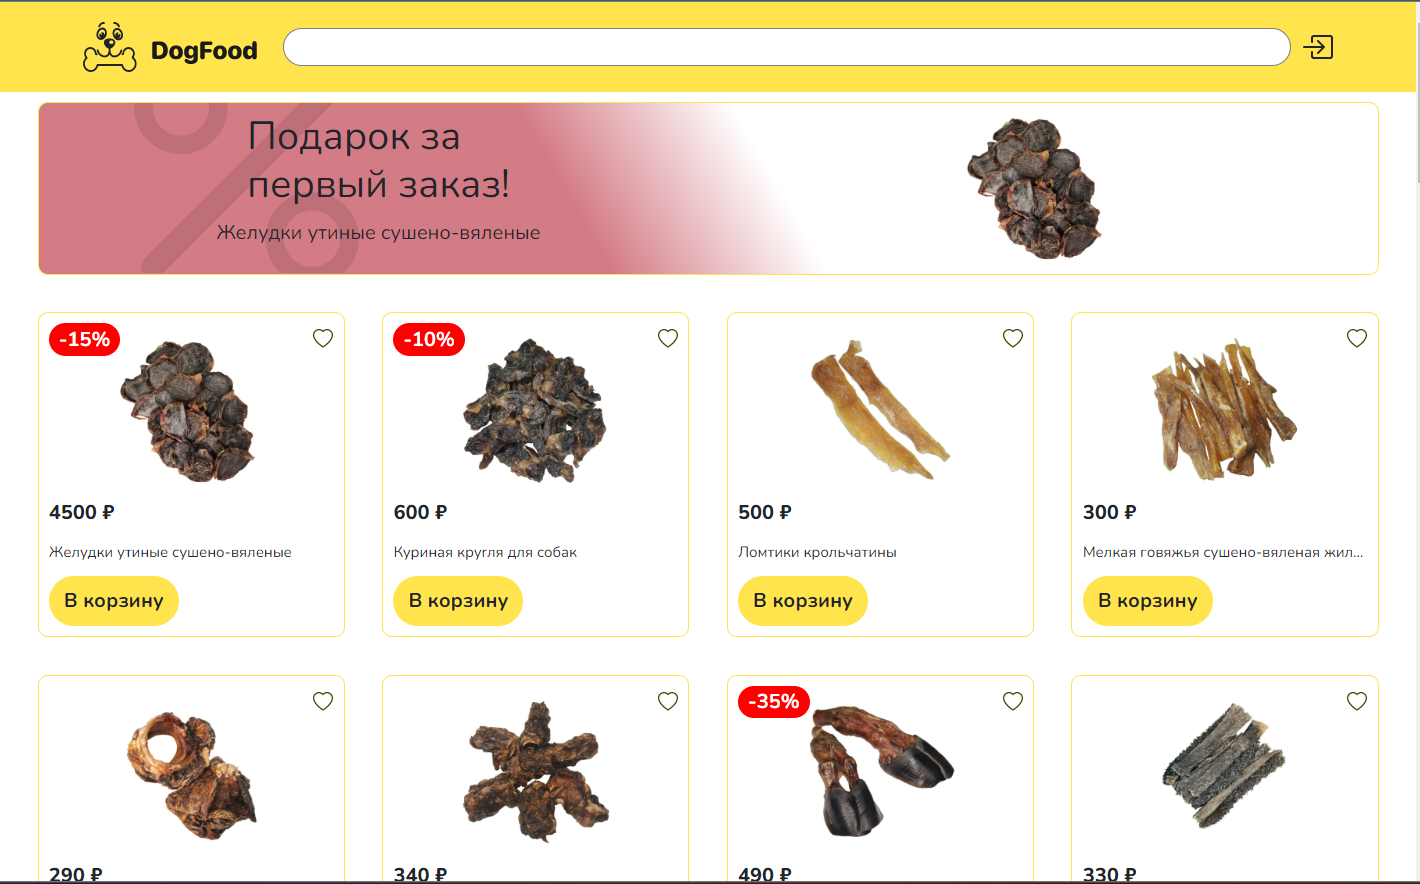 DogFood
Подарок за
первый заказ!
Желудки утиные сушено-вяленые
-15%
4500 ₽
Желудки утиные сушено-вяленые
В корзину
-10%
600 ₽
Куриная кругля для собак
В корзину
500 ₽
Ломтики крольчатины
В корзину
300 ₽
Мелкая говяжья сушено-вяленая жил...
В корзину
290 ₽
340 ₽
-35%
490 ₽
330 ₽